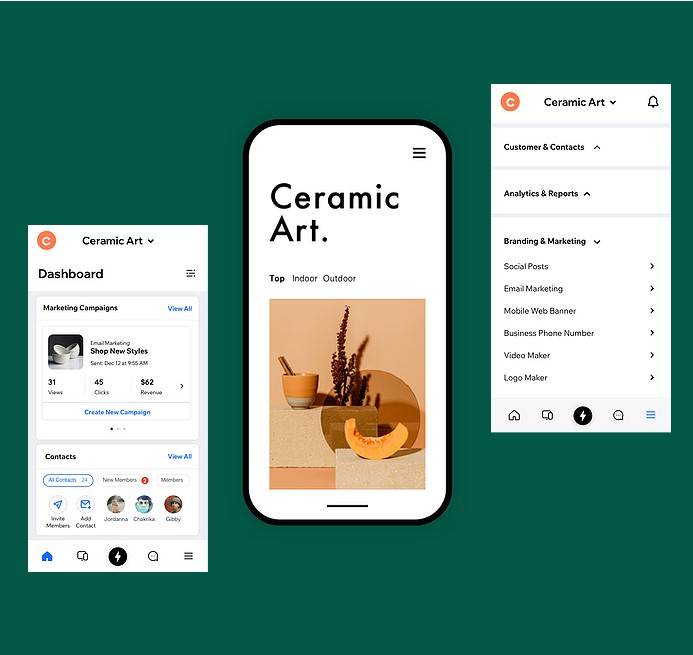 C
Ceramic Art
Dashboard
Marketing Campaigns
View All
Email Marketing
Shop New Styles
Sent: Dec 12 at 9:55 AM
31
45
$62
Views
Clicks
Revenue
Create New Campaign
Contacts
View All
All Contacts 24
New Members 2
Members
Invite
Members
Add
Contact
Jordanna
Chakrika
Gibby
Ceramic
Art.
Top Indoor Outdoor
C
Ceramic Art
Customer & Contacts
Analytics & Reports
Branding & Marketing
Social Posts
Email Marketing
Mobile Web Banner
Business Phone Number
Video Maker
Logo Maker